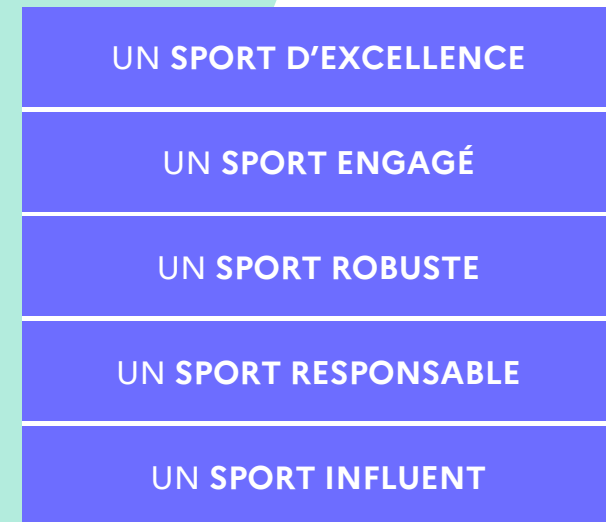 UN SPORT D’EXCELLENCE
UN SPORT ENGAGÉ
UN SPORT ROBUSTE
UN SPORT RESPONSABLE
UN SPORT INFLUENT